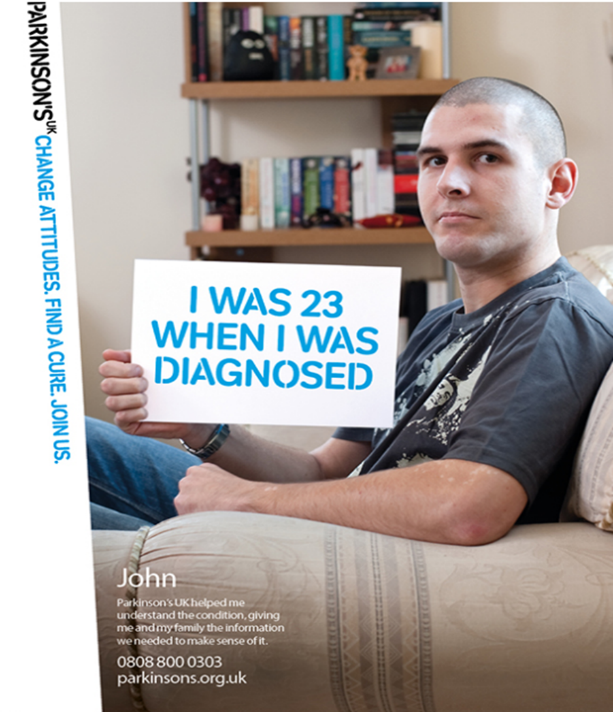 PARKINSON'S UK CHANGE ATTITUDES. FIND A CURE. JOIN US.
I WAS 23
WHEN I WAS
DIAGNOSED
John
Parkinson's UK helped me
understand the condition, giving
me and my family the information
we needed to make sense of it.
0808 800 0303
parkinsons.org.uk